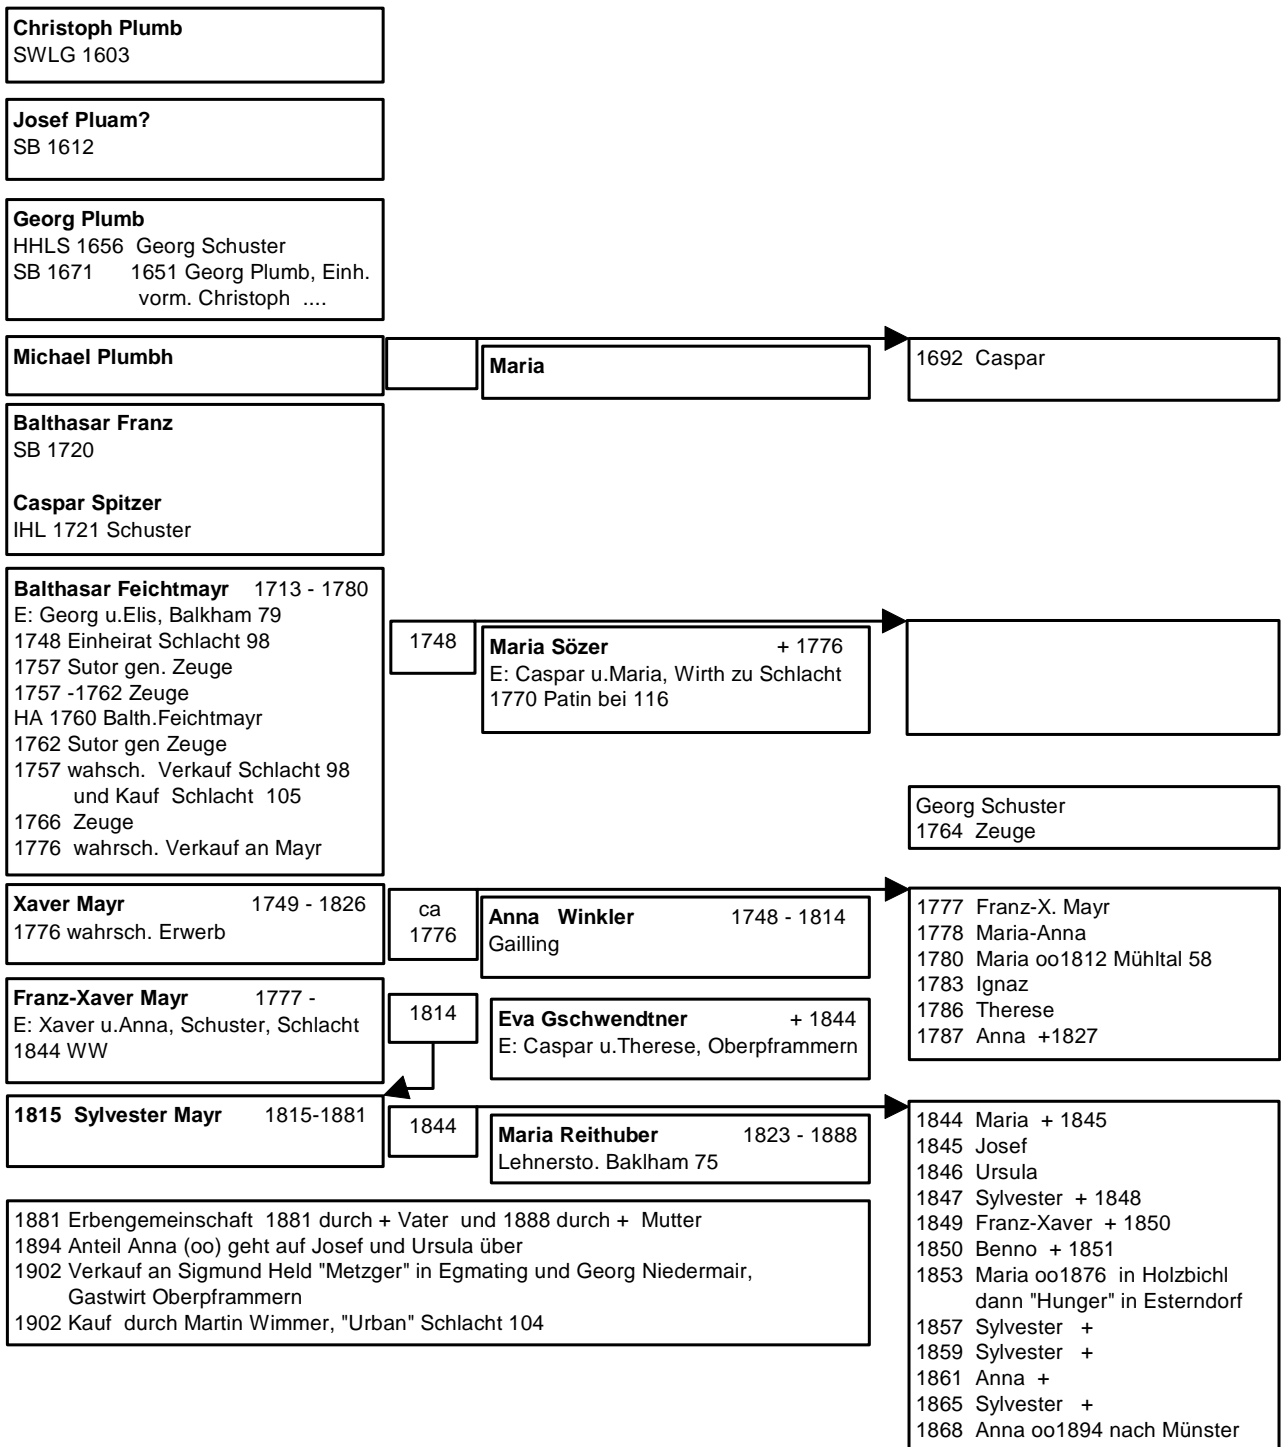 Christoph Plumb
SWLG 1603
Josef Pluam?
SB 1612
Georg Plumb
HHLS 1656 Georg Schuster
SB 1671 1651 Georg Plumb, Einh.
vorm. Christoph ....
Michael Plumbh
Maria
1692 Caspar
Balthasar Franz
SB 1720
Caspar Spitzer
IHL 1721 Schuster
Balthasar Feichtmayr 1713 - 1780
E: Georg u.Elis, Balkham 79
1748 Einheirat Schlacht 98
1757 Sutor gen. Zeuge
1757 -1762 Zeuge
HA 1760 Balth.Feichtmayr
1762 Sutor gen Zeuge
1757 wahsch. Verkauf Schlacht 98
und Kauf Schlacht 105
1766 Zeuge
1776 wahrsch. Verkauf an Mayr
1748
Maria Sözer + 1776
E: Caspar u.Maria, Wirth zu Schlacht
1770 Patin bei 116
Georg Schuster
1764 Zeuge
Xaver Mayr 1749 - 1826
1776 wahrsch. Erwerb
ca
1776
Anna Winkler 1748 - 1814
Gailling
1777 Franz-X. Mayr
1778 Maria-Anna
1780 Maria oo1812 Mühltal 58
1783 Ignaz
1786 Therese
1787 Anna +1827
Franz-Xaver Mayr 1777 -
E: Xaver u.Anna, Schuster, Schlacht
1844 WW
1814
Eva Gschwendtner + 1844
E: Caspar u.Therese, Oberpframmern
1815 Sylvester Mayr 1815-1881
1844
Maria Reithuber 1823 - 1888
Lehnersto. Baklham 75
1844 Maria + 1845
1845 Josef
1846 Ursula
1847 Sylvester + 1848
1849 Franz-Xaver + 1850
1850 Benno + 1851
1853 Maria oo1876 in Holzbichl
dann "Hunger" in Esterndorf
1857 Sylvester +
1859 Sylvester +
1861 Anna +
1865 Sylvester +
1868 Anna oo1894 nach Münster
1881 Erbengemeinschaft 1881 durch + Vater und 1888 durch + Mutter
1894 Anteil Anna (oo) geht auf Josef und Ursula über
1902 Verkauf an Sigmund Held "Metzger" in Egmating und Georg Niedermair,
Gastwirt Oberpframmern
1902 Kauf durch Martin Wimmer, "Urban" Schlacht 104